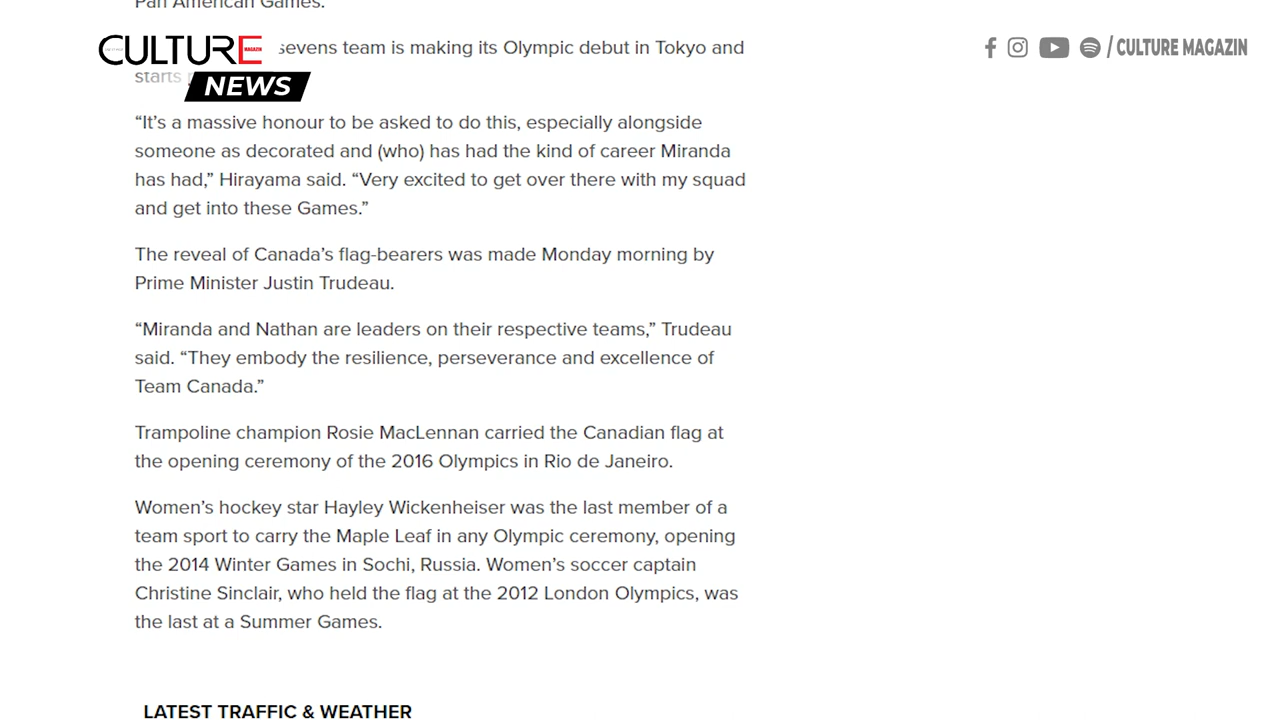 Pan American Games.
CULTURE
MAGAZIN
sevens team is making its Olympic debut in Tokyo and
/ CULTURE MAGAZIN
starts
NEWS
“It’s a massive honour to be asked to do this, especially alongside
someone as decorated and (who) has had the kind of career Miranda
has had,” Hirayama said. “Very excited to get over there with my squad
and get into these Games.”
The reveal of Canada’s flag-bearers was made Monday morning by
Prime Minister Justin Trudeau.
“Miranda and Nathan are leaders on their respective teams,” Trudeau
said. “They embody the resilience, perseverance and excellence of
Team Canada.”
Trampoline champion Rosie MacLennan carried the Canadian flag at
the opening ceremony of the 2016 Olympics in Rio de Janeiro.
Women’s hockey star Hayley Wickenheiser was the last member of a
team sport to carry the Maple Leaf in any Olympic ceremony, opening
the 2014 Winter Games in Sochi, Russia. Women’s soccer captain
Christine Sinclair, who held the flag at the 2012 London Olympics, was
the last at a Summer Games.
LATEST TRAFFIC & WEATHER